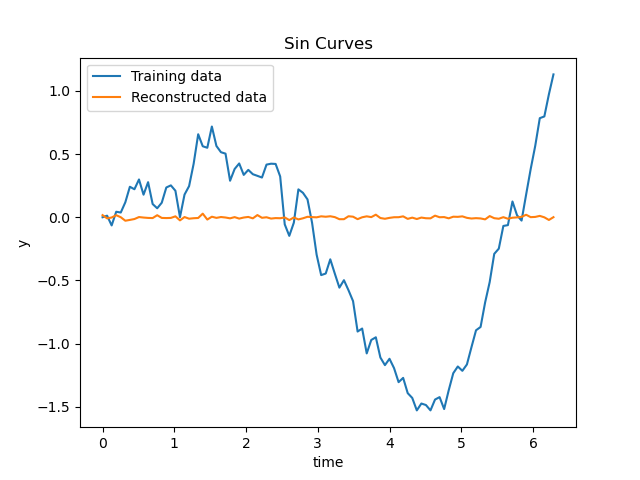 Sin Curves
Training data
Reconstructed data
1.0
0.5
0.0
−0.5
−1.0
−1.5
y
0 1 2 3 4 5 6
time